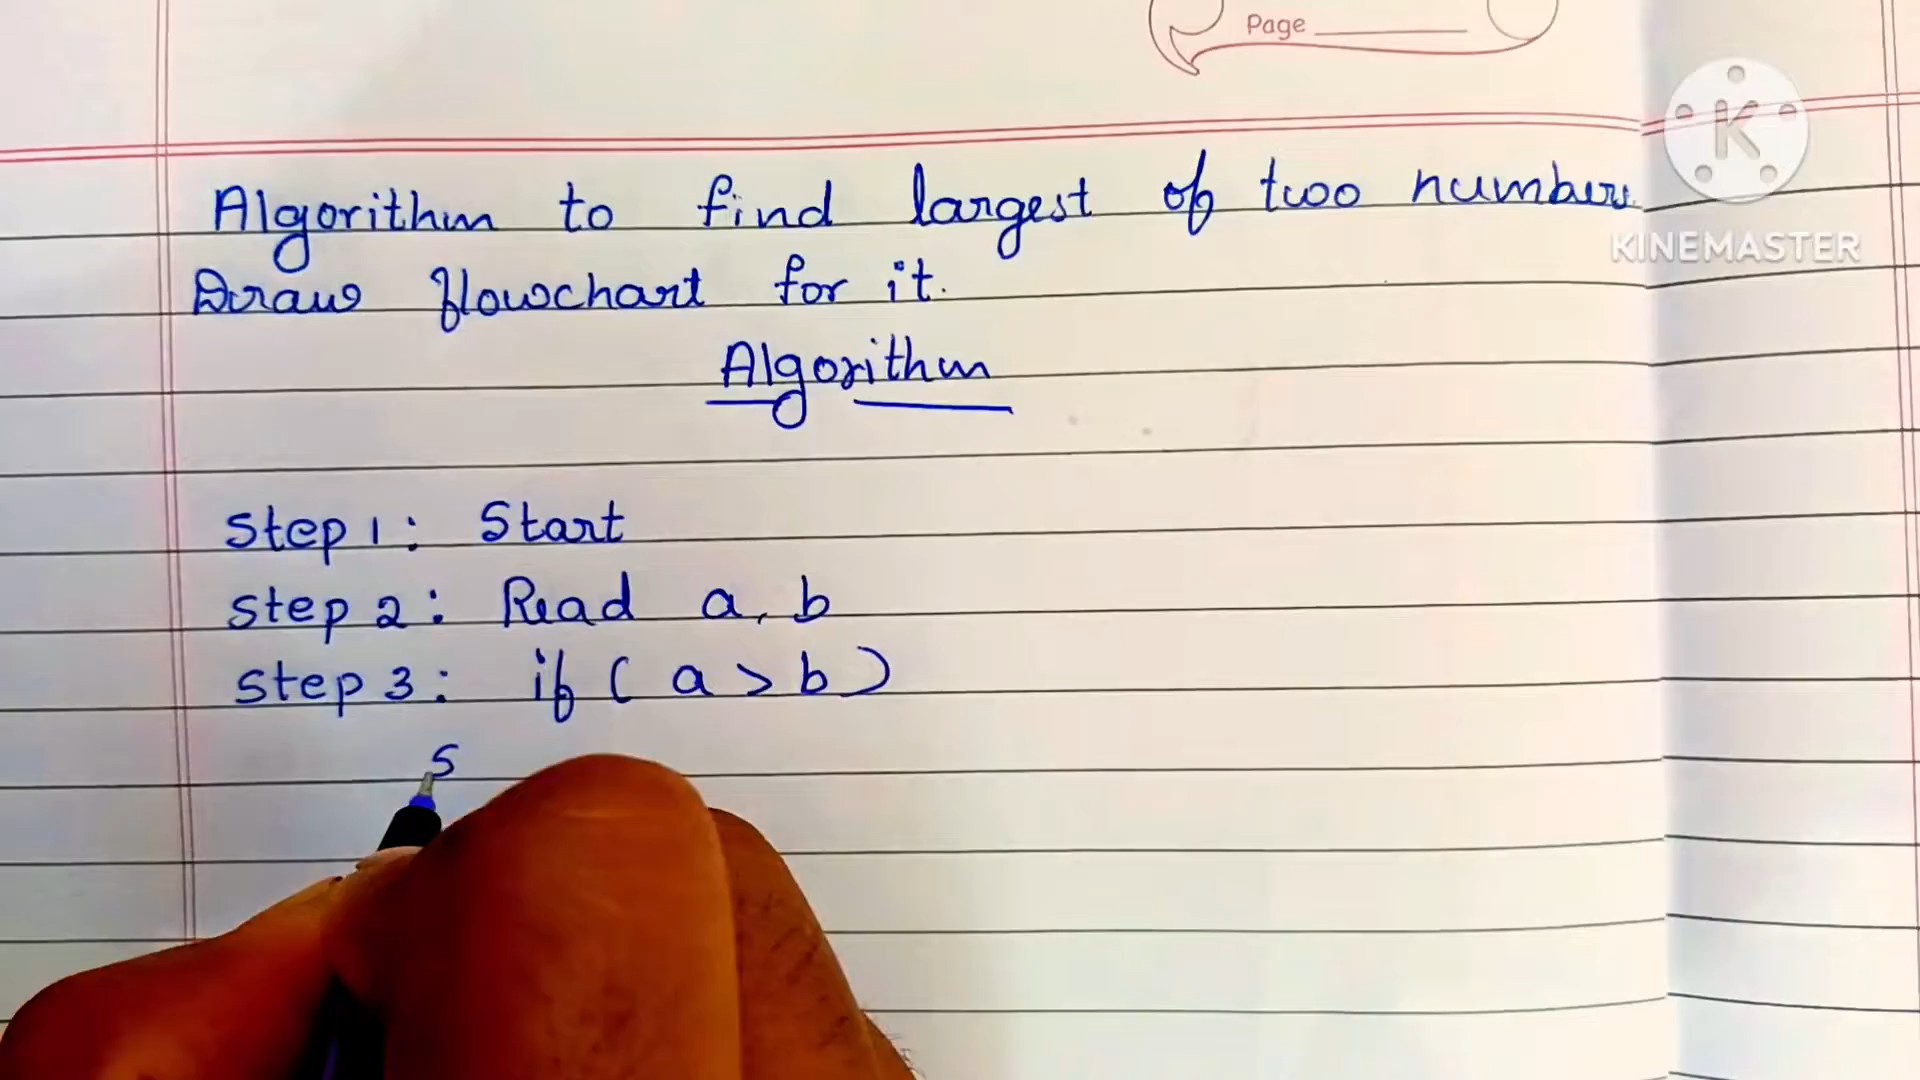 Page
K
KINEMASTER
Algorithm to find largest of two numbers.
Draw flowchart for it.
Algorithm
Step 1: Start
Step 2: Read a, b
Step 3: if ( a > b )
S